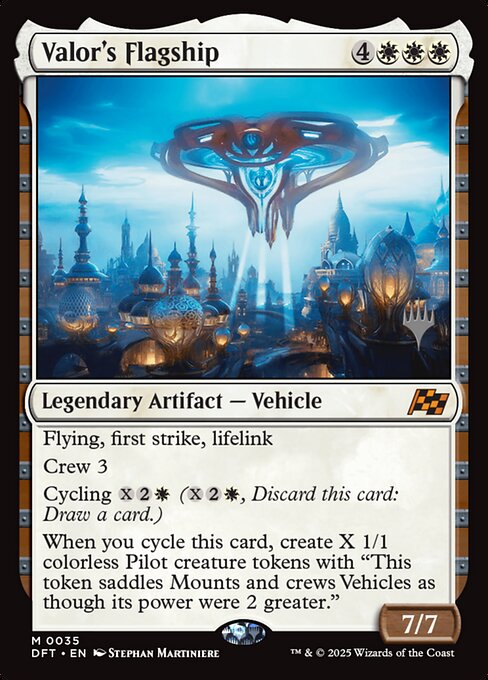 Valor's Flagship 4
Legendary Artifact — Vehicle
Flying, first strike, lifelink
Crew 3
Cycling X 2 (X 2, Discard this card:
Draw a card.)
When you cycle this card, create X 1/1
colorless Pilot creature tokens with “This
token saddles Mounts and crews Vehicles as
though its power were 2 greater.”
7/7
M 0035
DFT • EN Stephan Martiniere
™ & © 2025 Wizards of the Coast